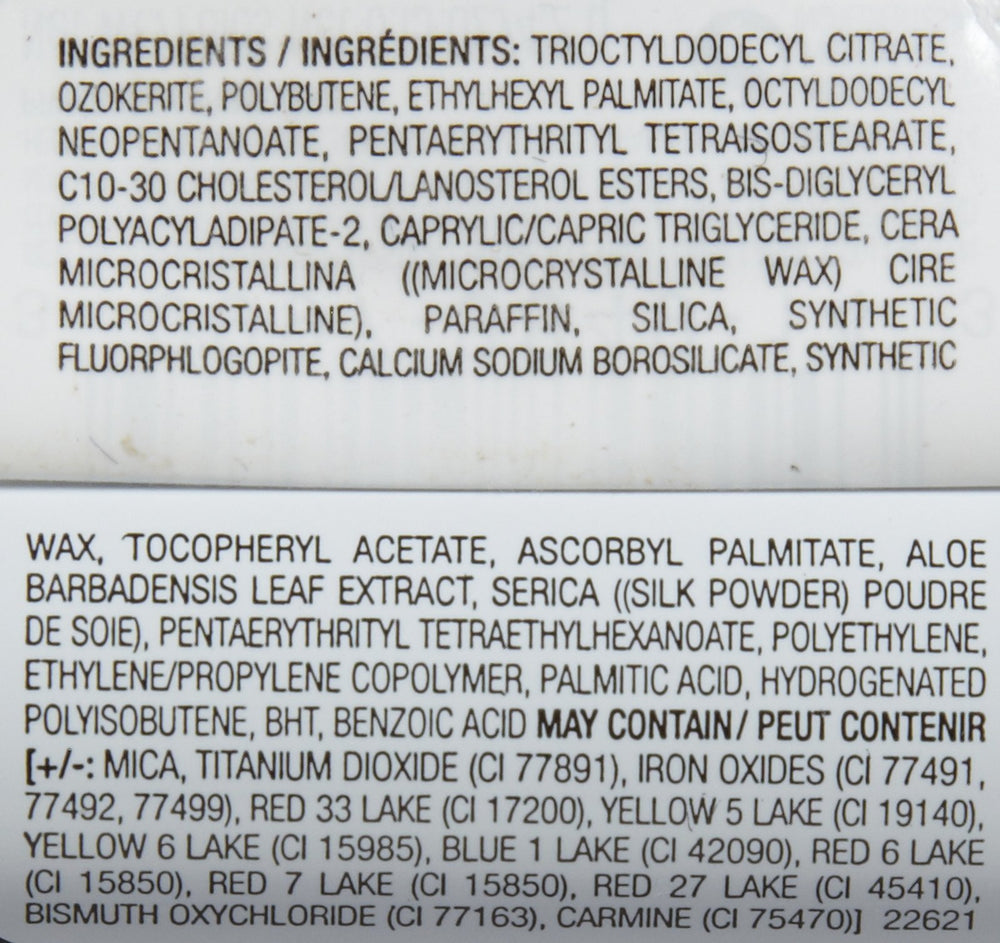 INGREDIENTS / INGRÉDIENTS: TRIOCTYLDODECYL CITRATE,
OZOKERITE, POLYBUTENE, ETHYLHEXYL PALMITATE, OCTYLDODECYL
NEOPENTANOATE, PENTAERYTHRITYL TETRAISOSTEARATE,
C10-30 CHOLESTEROL/LANOSTEROL ESTERS, BIS-DIGLYCERYL
POLYACYLADIPATE-2, CAPRYLIC/CAPRIC TRIGLYCERIDE, CERA
MICROCRISTALLINA ((MICROCRYSTALLINE WAX) CIRE
MICROCRISTALLINE), PARAFFIN, SILICA, SYNTHETIC
FLUORPHLOGOPITE, CALCIUM SODIUM BOROSILICATE, SYNTHETIC
WAX, TOCOPHERYL ACETATE, ASCORBYL PALMITATE, ALOE
BARBADENSIS LEAF EXTRACT, SERICA ((SILK POWDER) POUDRE
DE SOIE), PENTAERYTHRITYL TETRAETHYLHEXANOATE, POLYETHYLENE,
ETHYLENE/PROPYLENE COPOLYMER, PALMITIC ACID, HYDROGENATED
POLYISOBUTENE, BHT, BENZOIC ACID MAY CONTAIN/ PEUT CONTENIR
[+/-: MICA, TITANIUM DIOXIDE (CI 77891), IRON OXIDES (CI 77491,
77492, 77499), RED 33 LAKE (CI 17200), YELLOW 5 LAKE (CI 19140),
YELLOW 6 LAKE (CI 15985), BLUE 1 LAKE (CI 42090), RED 6 LAKE
(CI 15850), RED 7 LAKE (CI 15850), RED 27 LAKE (CI 45410),
BISMUTH OXYCHLORIDE (CI 77163), CARMINE (CI 75470)] 22621